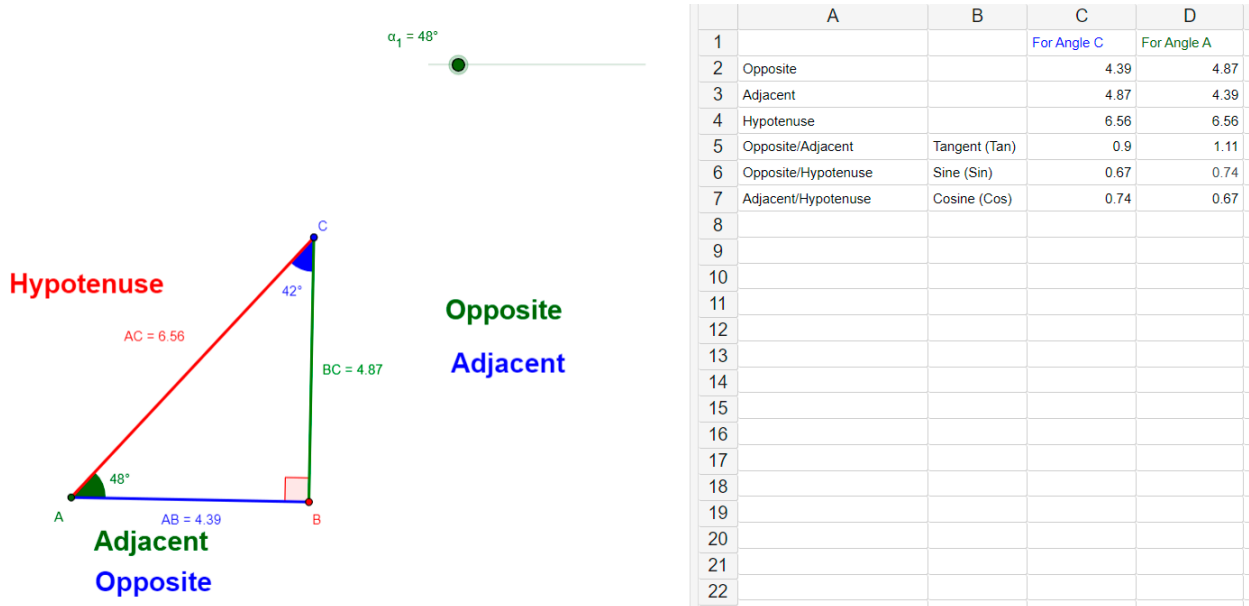 α1 = 48°
C
Hypotenuse
42°
Opposite
AC = 6.56
Adjacent
BC = 4.87
48°
A
AB = 4.39
B
Adjacent
Opposite
A B C D
1 For Angle C For Angle A
2 Opposite 4.39 4.87
3 Adjacent 4.87 4.39
4 Hypotenuse 6.56 6.56
5 Opposite/Adjacent Tangent (Tan) 0.9 1.11
6 Opposite/Hypotenuse Sine (Sin) 0.67 0.74
7 Adjacent/Hypotenuse Cosine (Cos) 0.74 0.67
8
9
10
11
12
13
14
15
16
17
18
19
20
21
22